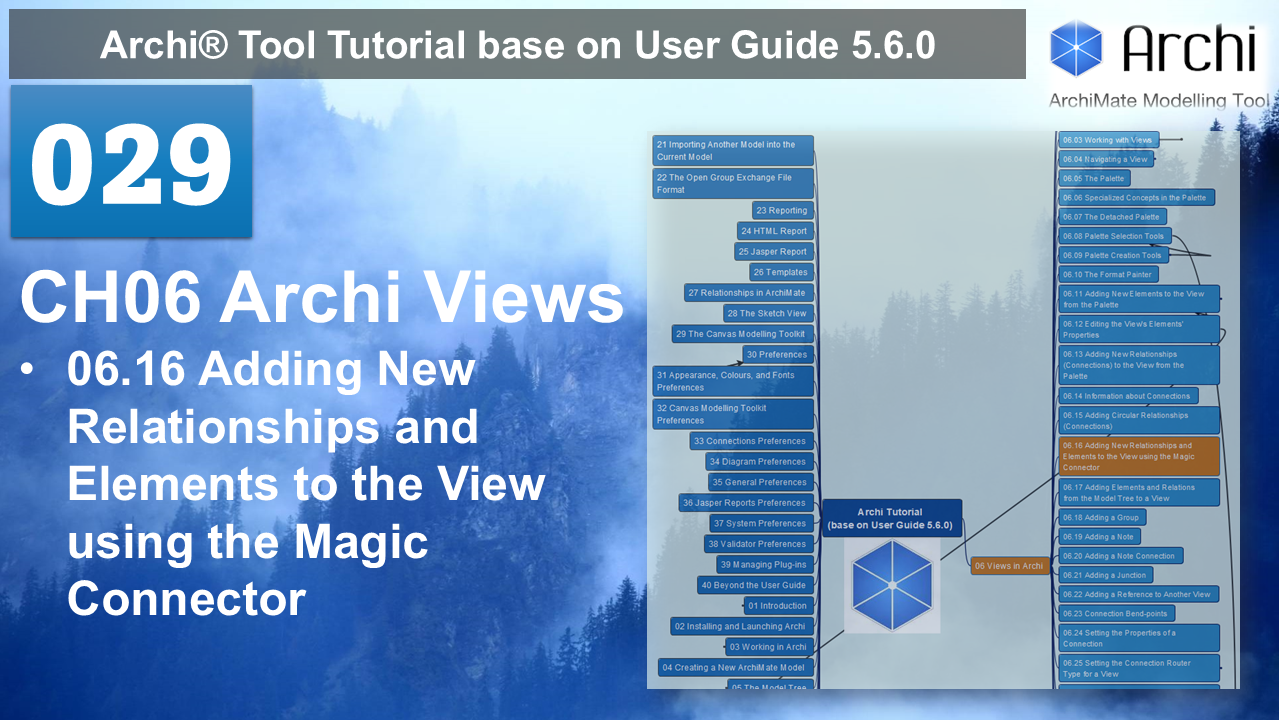 Archi® Tool Tutorial base on User Guide 5.6.0
Archi
ArchiMate Modelling Tool
029
CH06 Archi Views
• 06.16 Adding New
Relationships and
Elements to the View
using the Magic
Connector
21 Importing Another Model into the
Current Model
22 The Open Group Exchange File
Format
23 Reporting
24 HTML Report
25 Jasper Report
26 Templates
27 Relationships in ArchiMate
28 The Sketch View
29 The Canvas Modelling Toolkit
30 Preferences
31 Appearance, Colours, and Fonts
Preferences
32 Canvas Modelling Toolkit
Preferences
33 Connections Preferences
34 Diagram Preferences
35 General Preferences
36 Jasper Reports Preferences
37 System Preferences
38 Validator Preferences
39 Managing Plug-ins
40 Beyond the User Guide
01 Introduction
02 Installing and Launching Archi
03 Working in Archi
04 Creating a New ArchiMate Model
05 The Model Tree
Archi Tutorial
(base on User Guide 5.6.0)
06 Views in Archi
06.03 Working with Views
06.04 Navigating a View
06.05 The Palette
06.06 Specialized Concepts in the Palette
06.07 The Detached Palette
06.08 Palette Selection Tools
06.09 Palette Creation Tools
06.10 The Format Painter
06.11 Adding New Elements to the View
from the Palette
06.12 Editing the View's Elements'
Properties
06.13 Adding New Relationships
(Connections) to the View from the
Palette
06.14 Information about Connections
06.15 Adding Circular Relationships
(Connections)
06.16 Adding New Relationships and
Elements to the View using the Magic
Connector
06.17 Adding Elements and Relations
from the Model Tree to a View
06.18 Adding a Group
06.19 Adding a Note
06.20 Adding a Note Connection
06.21 Adding a Junction
06.22 Adding a Reference to Another View
06.23 Connection Bend-points
06.24 Setting the Properties of a
Connection
06.25 Setting the Connection Router
Type for a View